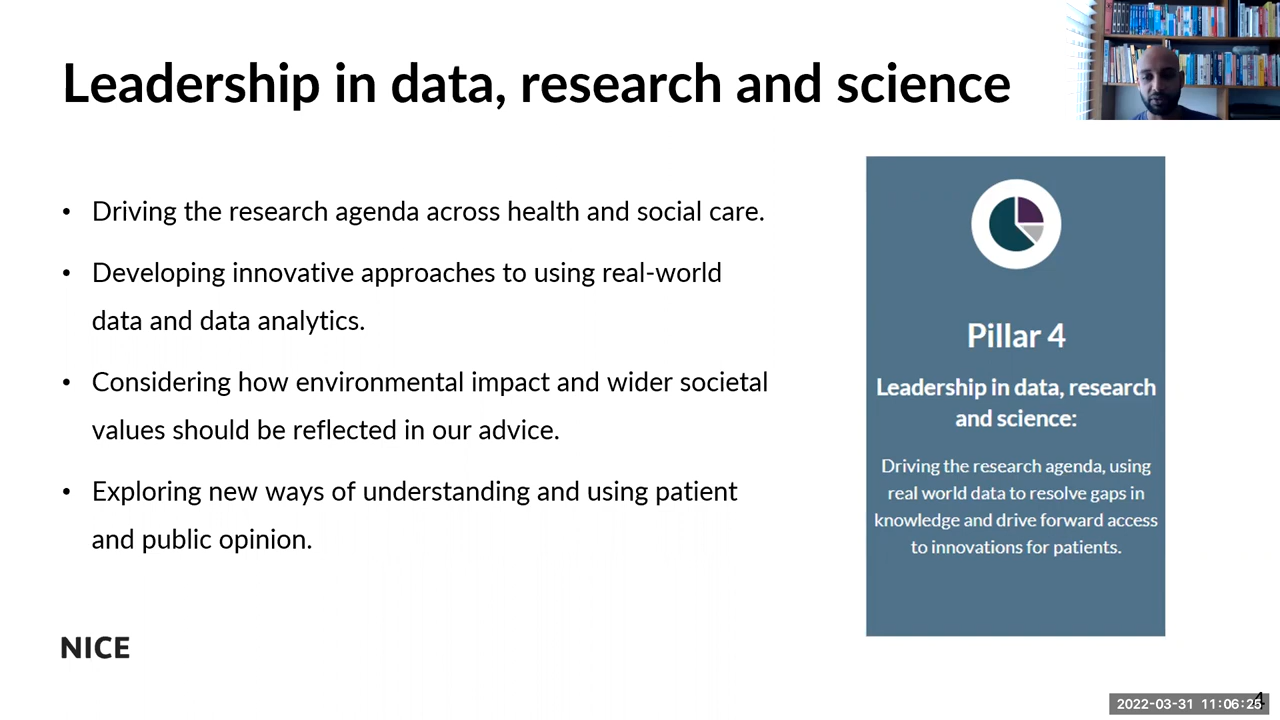 Leadership in data, research and science
• Driving the research agenda across health and social care.
• Developing innovative approaches to using real-world
data and data analytics.
• Considering how environmental impact and wider societal
values should be reflected in our advice.
• Exploring new ways of understanding and using patient
and public opinion.
Pillar 4
Leadership in data, research
and science:
Driving the research agenda, using
real world data to resolve gaps in
knowledge and drive forward access
to innovations for patients.
NICE
4
2022-03-31 11:06:25